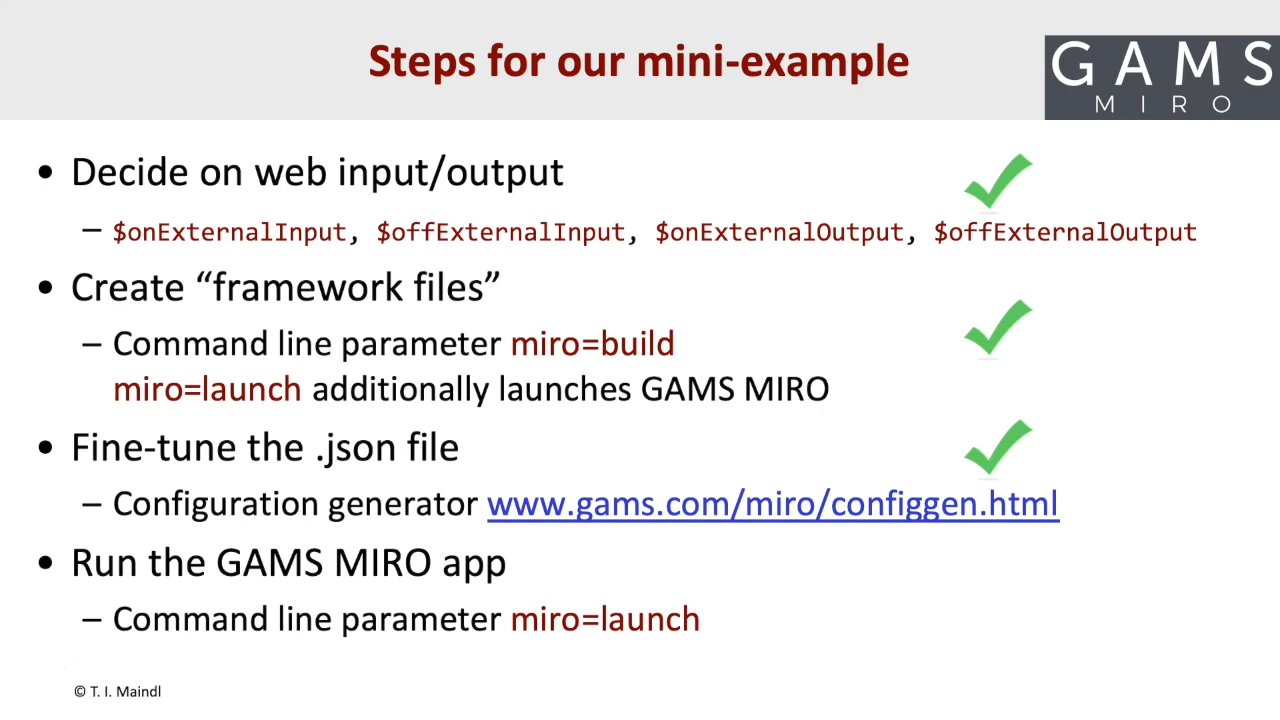 Steps for our mini-example
GAMS
MIRO
• Decide on web input/output
– $onExternalInput, $offExternalInput, $onExternalOutput, $offExternalOutput
• Create “framework files”
– Command line parameter miro=build
miro=launch additionally launches GAMS MIRO
• Fine-tune the .json file
– Configuration generator www.gams.com/miro/configgen.html
• Run the GAMS MIRO app
– Command line parameter miro=launch
© T. I. Maindl